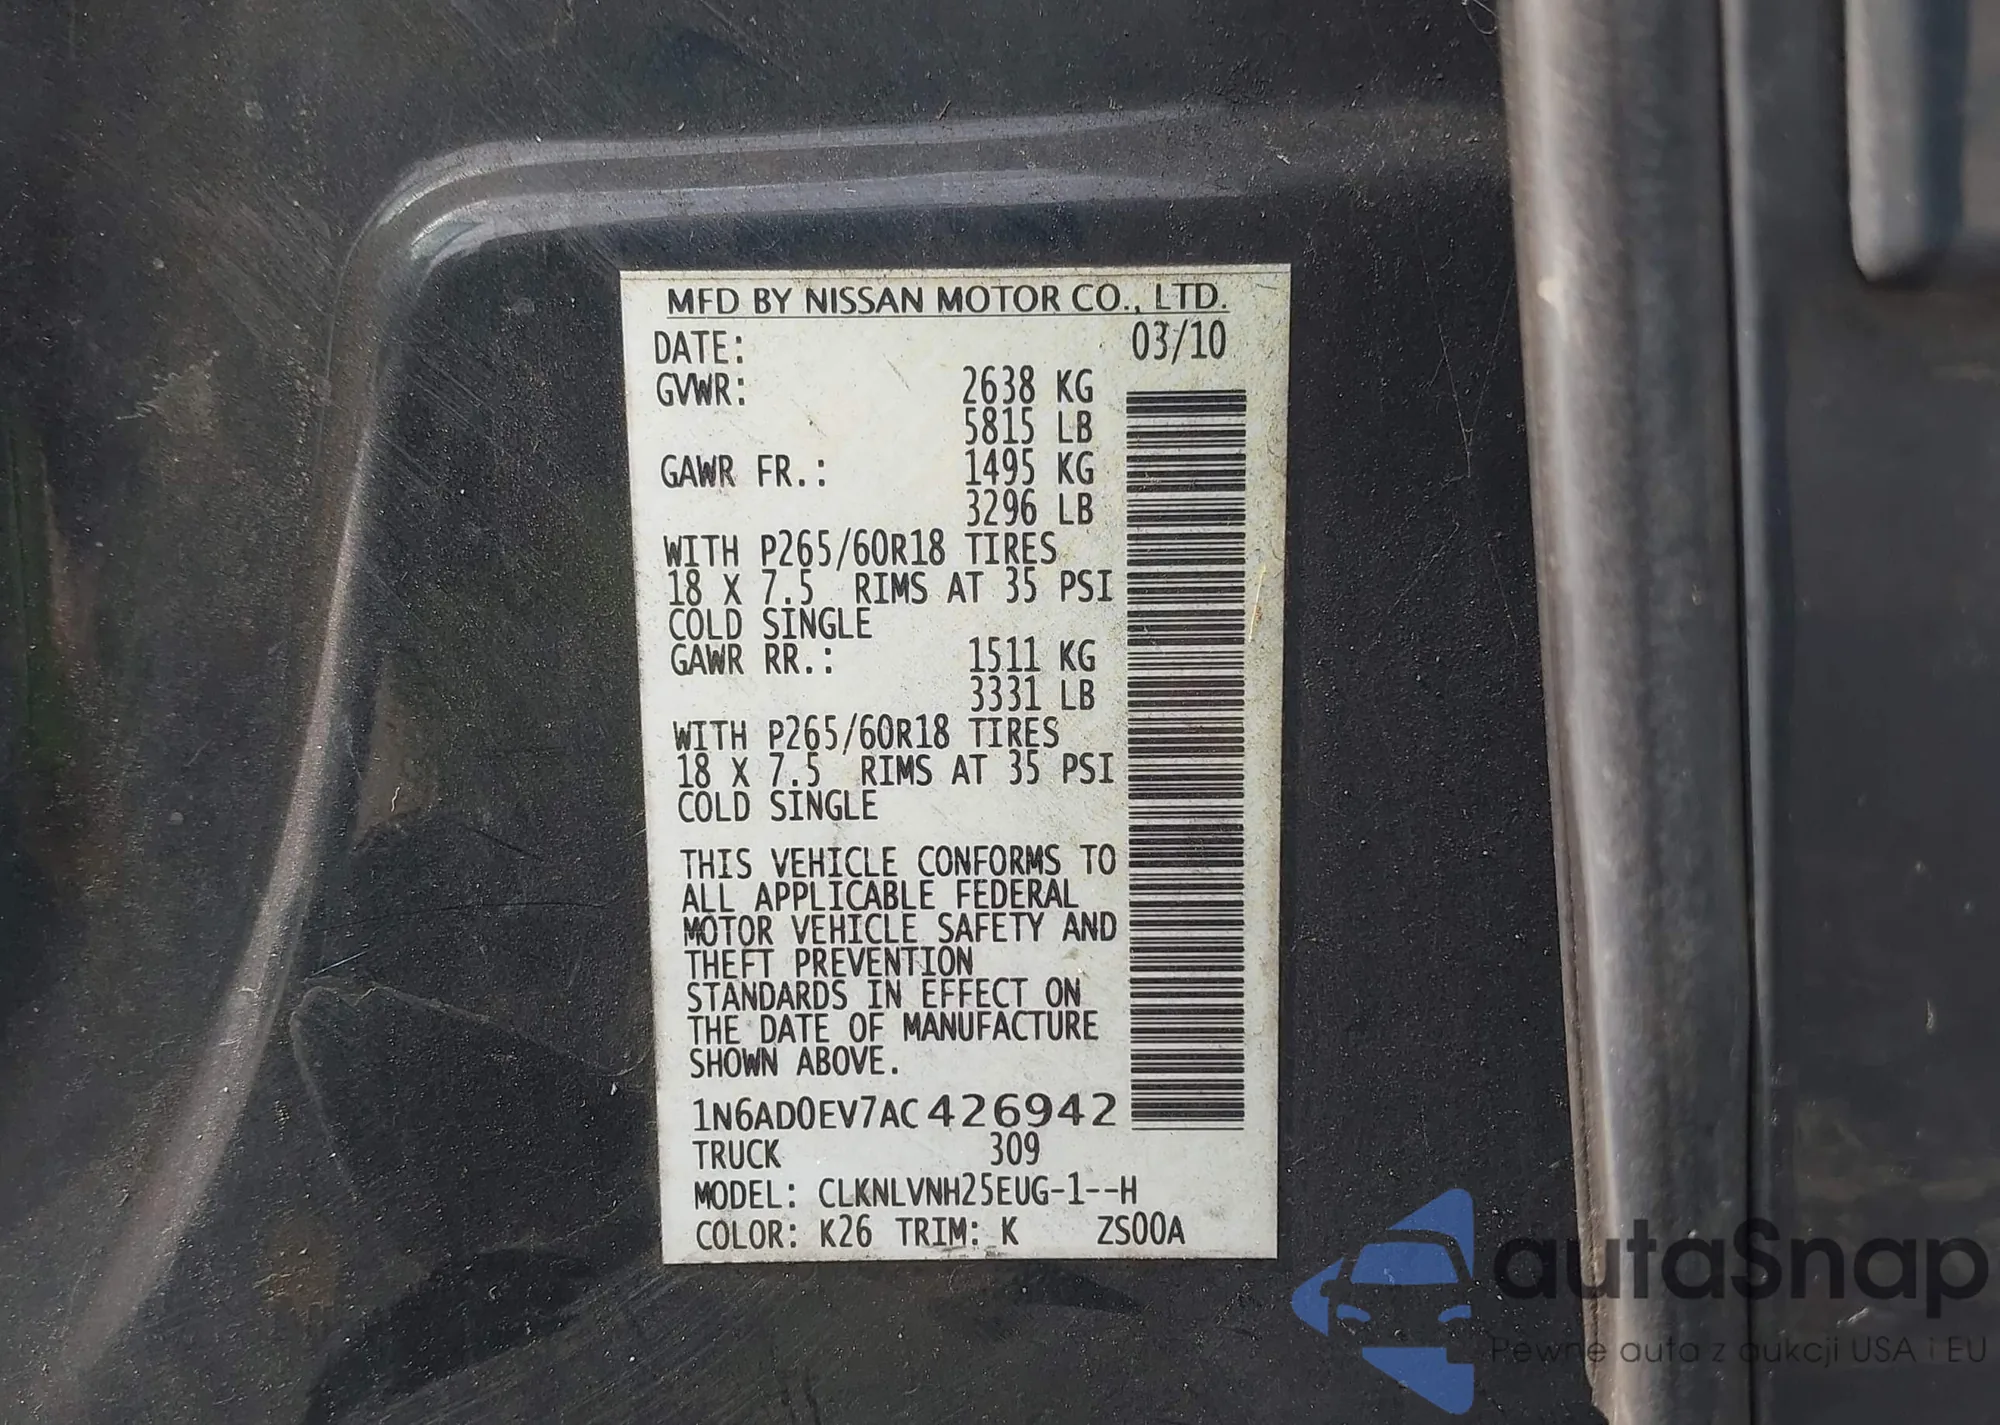 MFD BY NISSAN MOTOR CO., LTD.
DATE: 03/10
GVWR: 2638 KG
5815 LB
GAWR FR.: 1495 KG
3296 LB
WITH P265/60R18 TIRES
18 X 7.5 RIMS AT 35 PSI
COLD SINGLE
GAWR RR.: 1511 KG
3331 LB
WITH P265/60R18 TIRES
18 X 7.5 RIMS AT 35 PSI
COLD SINGLE
THIS VEHICLE CONFORMS TO
ALL APPLICABLE FEDERAL
MOTOR VEHICLE SAFETY AND
THEFT PREVENTION
STANDARDS IN EFFECT ON
THE DATE OF MANUFACTURE
SHOWN ABOVE.
1N6AD0EV7AC426942
TRUCK 309
MODEL: CLKNLVNH25EUG-1--H
COLOR: K26 TRIM: K ZS00A
autaSnap
Pewne auta z aukcji USA i EU